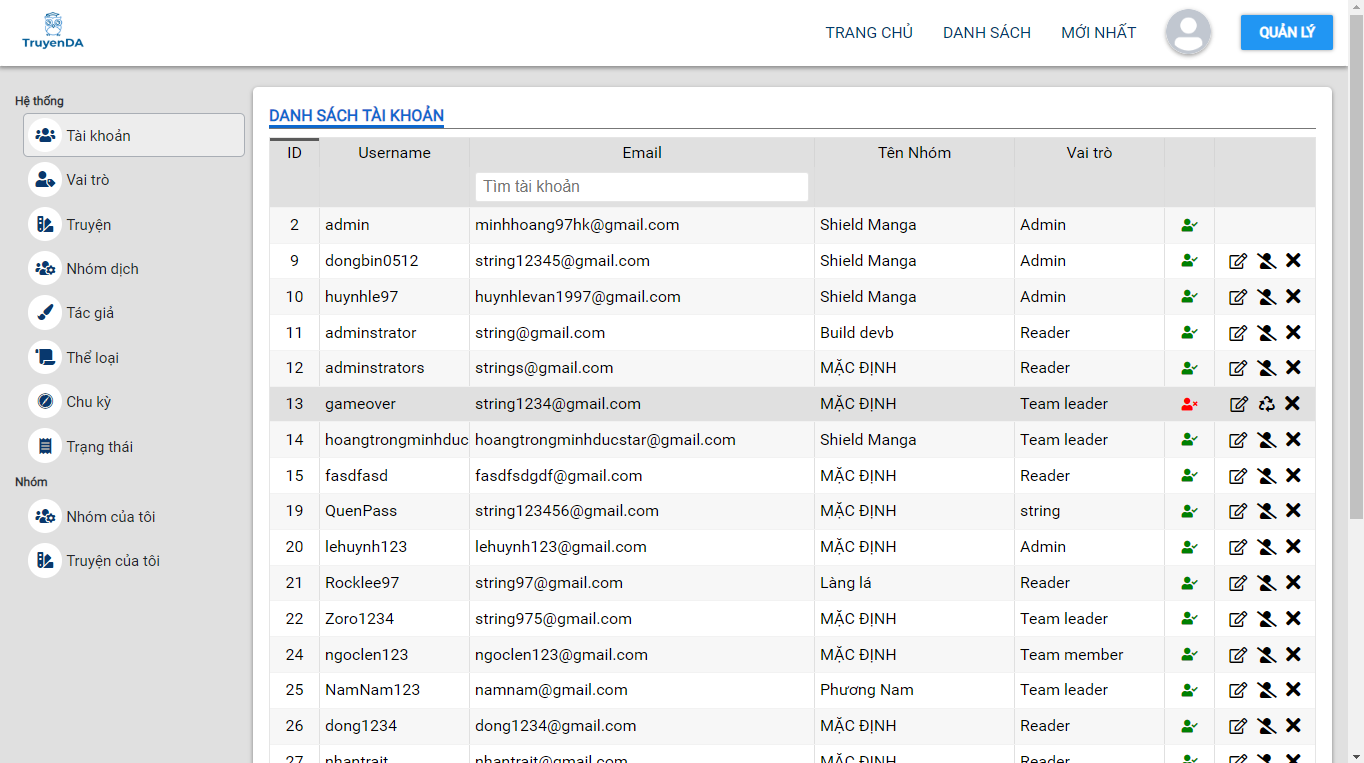 TruyenDA
TRANG CHỦ DANH SÁCH MỚI NHẤT QUẢN LÝ
Hệ thống
Tài khoản
Vai trò
Truyện
Nhóm dịch
Tác giả
Thể loại
Chu kỳ
Trạng thái
Nhóm
Nhóm của tôi
Truyện của tôi
DANH SÁCH TÀI KHOẢN
ID Username Email Tên Nhóm Vai trò
Tìm tài khoản
2 admin minhhoang97hk@gmail.com Shield Manga Admin
9 dongbin0512 string12345@gmail.com Shield Manga Admin
10 huynhle97 huynhlevan1997@gmail.com Shield Manga Admin
11 adminstrator string@gmail.com Build devb Reader
12 adminstrators strings@gmail.com MẶC ĐỊNH Reader
13 gameover string1234@gmail.com MẶC ĐỊNH Team leader
14 hoangtrongminhduc hoangtrongminhducstar@gmail.com Shield Manga Team leader
15 fasdfasd fasdfsdgdf@gmail.com MẶC ĐỊNH Reader
19 QuenPass string123456@gmail.com MẶC ĐỊNH string
20 lehuynh123 lehuynh123@gmail.com MẶC ĐỊNH Admin
21 Rocklee97 string97@gmail.com Làng lá Reader
22 Zoro1234 string975@gmail.com MẶC ĐỊNH Team leader
24 ngoclen123 ngoclen123@gmail.com MẶC ĐỊNH Team member
25 NamNam123 namnam@gmail.com Phương Nam Team leader
26 dong1234 dong1234@gmail.com MẶC ĐỊNH Reader
27 nhantrait nhantrait@gmail.com MẶC ĐỊNH Reader